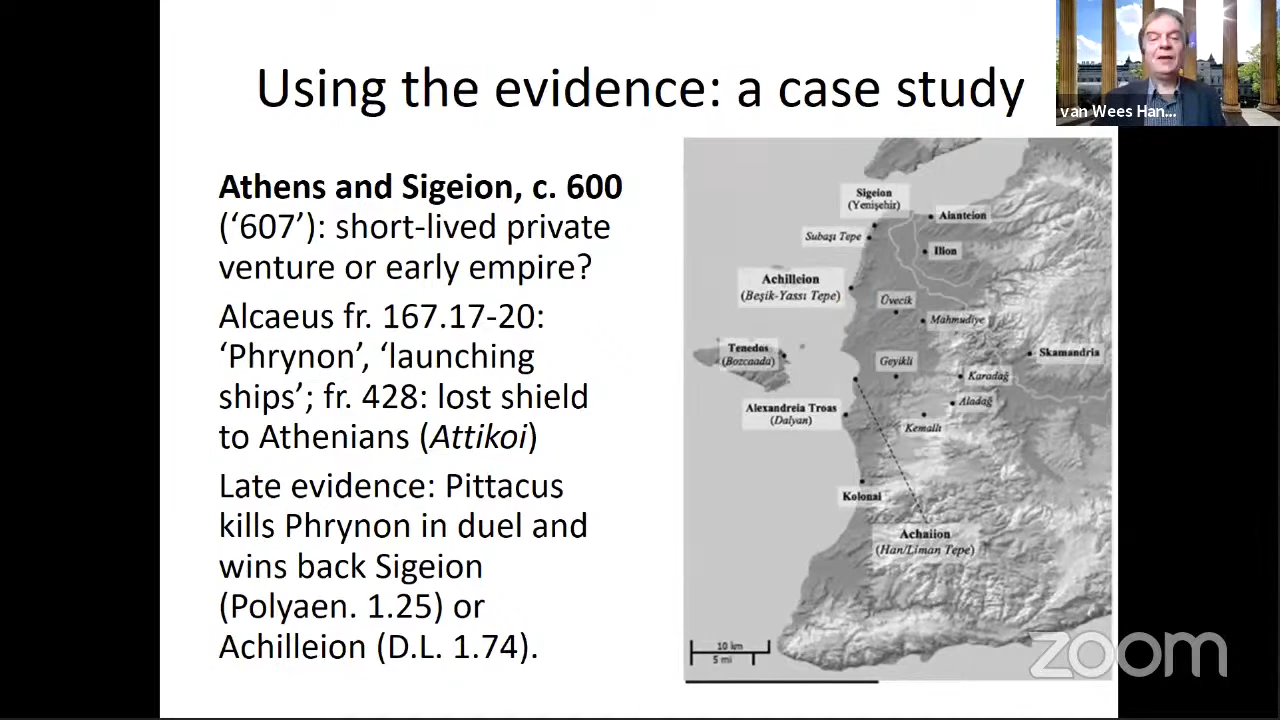 Using the evidence: a case study
van Wees Han...
Athens and Sigeion, c. 600
(‘607’): short-lived private
venture or early empire?
Alcaeus fr. 167.17-20:
‘Phrynon’, ‘launching
ships’; fr. 428: lost shield
to Athenians (Attikoi)
Late evidence: Pittacus
kills Phrynon in duel and
wins back Sigeion
(Polyaen. 1.25) or
Achilleion (D.L. 1.74).
Sigeion
(Yenişehir)
Aianteion
Subaşı Tepe
Ilion
Achilleion
(Beşik-Yassı Tepe)
Üvecik
Mahmudiye
Tenedos
(Bozcaada)
Geyikli
Skamandria
Karadağ
Alexandreia Troas
(Dalyan)
Aladağ
Kemallı
Kolonai
Achaiion
(Han/Liman Tepe)
10 km
5 mi
zoom